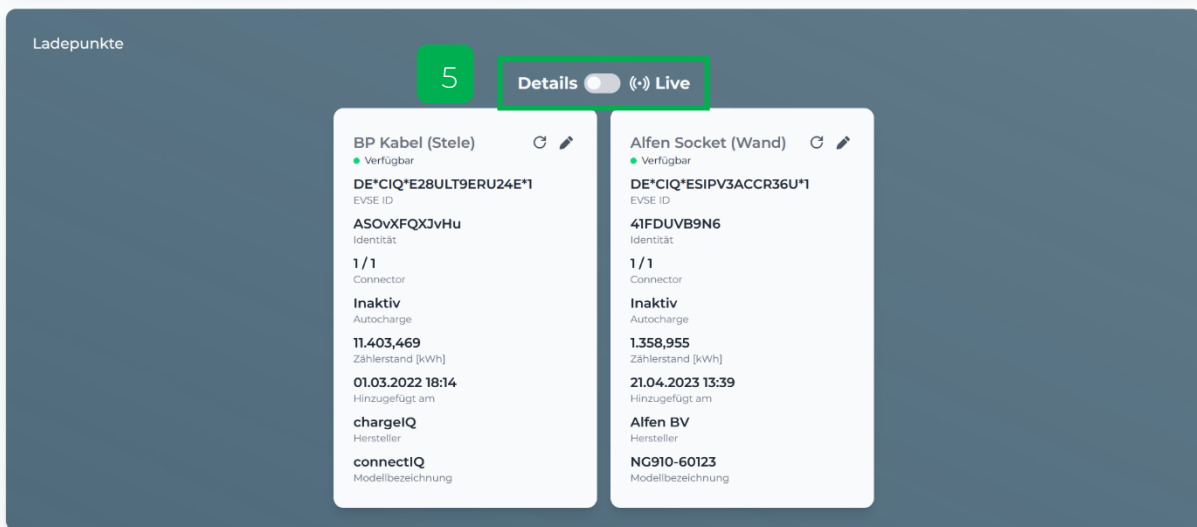 Ladepunkte
5
Details Live
BP Kabel (Stele)
Verfügbar
DE*CIQ*E28ULT9ERU24E*1
EVSE ID
ASOvXFQXJvHu
Identität
1 / 1
Connector
Inaktiv
Autocharge
11.403,469
Zählerstand [kWh]
01.03.2022 18:14
Hinzugefügt am
chargeIQ
Hersteller
connectIQ
Modellbezeichnung
Alfen Socket (Wand)
Verfügbar
DE*CIQ*ESIPV3ACCR36U*1
EVSE ID
41FDUVB9N6
Identität
1 / 1
Connector
Inaktiv
Autocharge
1.358,955
Zählerstand [kWh]
21.04.2023 13:39
Hinzugefügt am
Alfen BV
Hersteller
NG910-60123
Modellbezeichnung